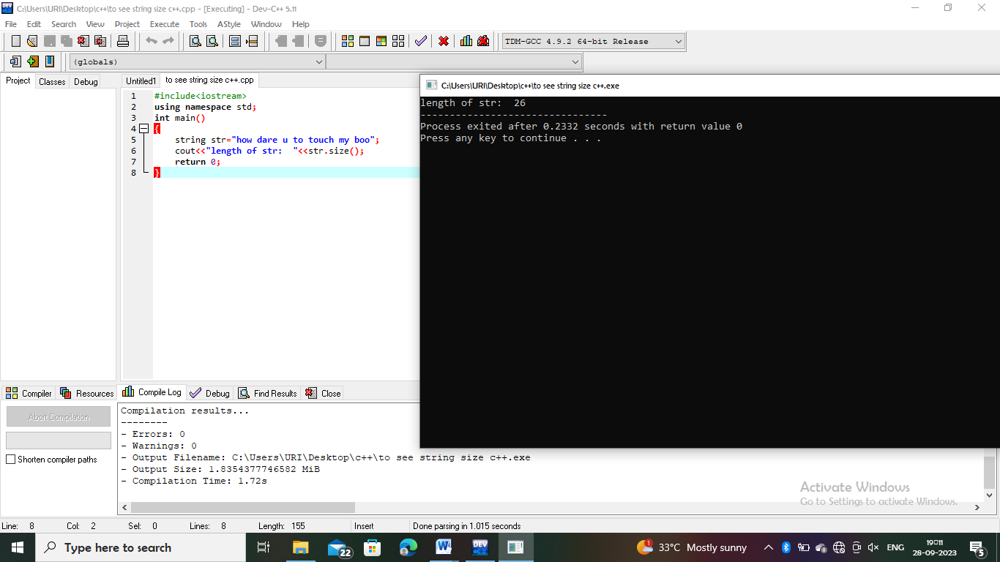 C:\Users\URI\Desktop\c++\to see string size c++.cpp - [Executing] - Dev-C++ 5.11
File Edit Search View Project Execute Tools AStyle Window Help
TDM-GCC 4.9.2 64-bit Release
(globals)
Project Classes Debug
Untitled1 to see string size c++.cpp
1 #include<iostream>
2 using namespace std;
3 int main()
4 {
5 string str="how dare u to touch my boo";
6 cout<<"length of str:  "<<str.size();
7 return 0;
8 }
C:\Users\URI\Desktop\c++\to see string size c++.exe
length of str:  26
--------------------------------
Process exited after 0.2332 seconds with return value 0
Press any key to continue . . .
Compiler Resources Compile Log Debug Find Results Close
Abort Compilation
Shorten compiler paths
Compilation results...
--------
- Errors: 0
- Warnings: 0
- Output Filename: C:\Users\URI\Desktop\c++\to see string size c++.exe
- Output Size: 1.8354377746582 MiB
- Compilation Time: 1.72s
Activate Windows
Go to Settings to activate Windows.
Line: 8 Col: 2 Sel: 0 Lines: 8 Length: 155 Insert Done parsing in 1.015 seconds
Type here to search
22
DEV
1
33°C Mostly sunny
ENG
19:11
28-09-2023
5